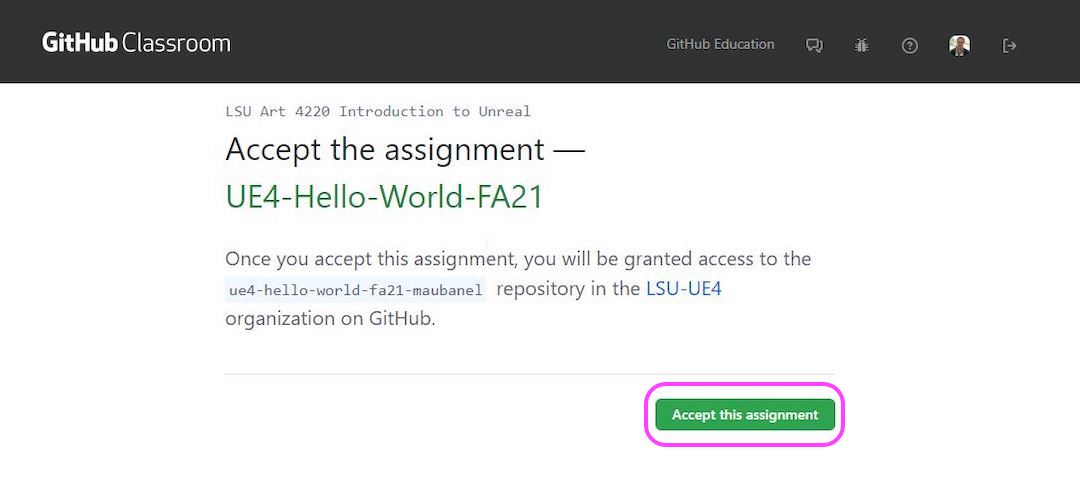 GitHub Classroom
GitHub Education
LSU Art 4220 Introduction to Unreal
Accept the assignment —
UE4-Hello-World-FA21
Once you accept this assignment, you will be granted access to the
ue4-hello-world-fa21-maubanel repository in the LSU-UE4
organization on GitHub.
Accept this assignment